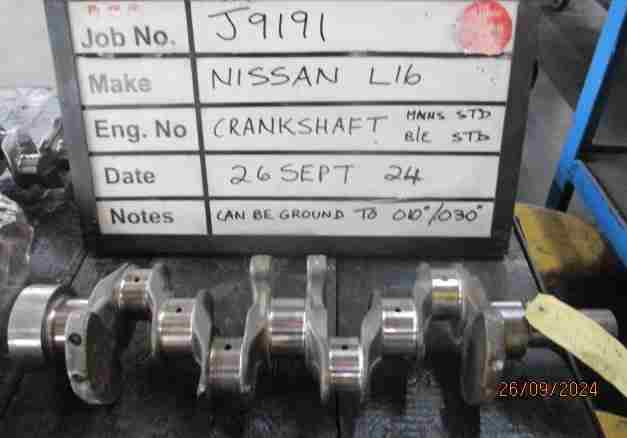 Job No. J9191
Make NISSAN L16
Eng. No CRANKSHAFT MNNS STD
B/E STD
Date 26 SEPT 24
Notes CAN BE GROUND TO 010"/030"
26/09/2024